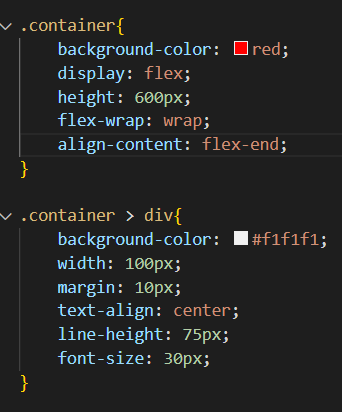 .container{
background-color: red;
display: flex;
height: 600px;
flex-wrap: wrap;
align-content: flex-end;
}
.container > div{
background-color: #f1f1f1;
width: 100px;
margin: 10px;
text-align: center;
line-height: 75px;
font-size: 30px;
}